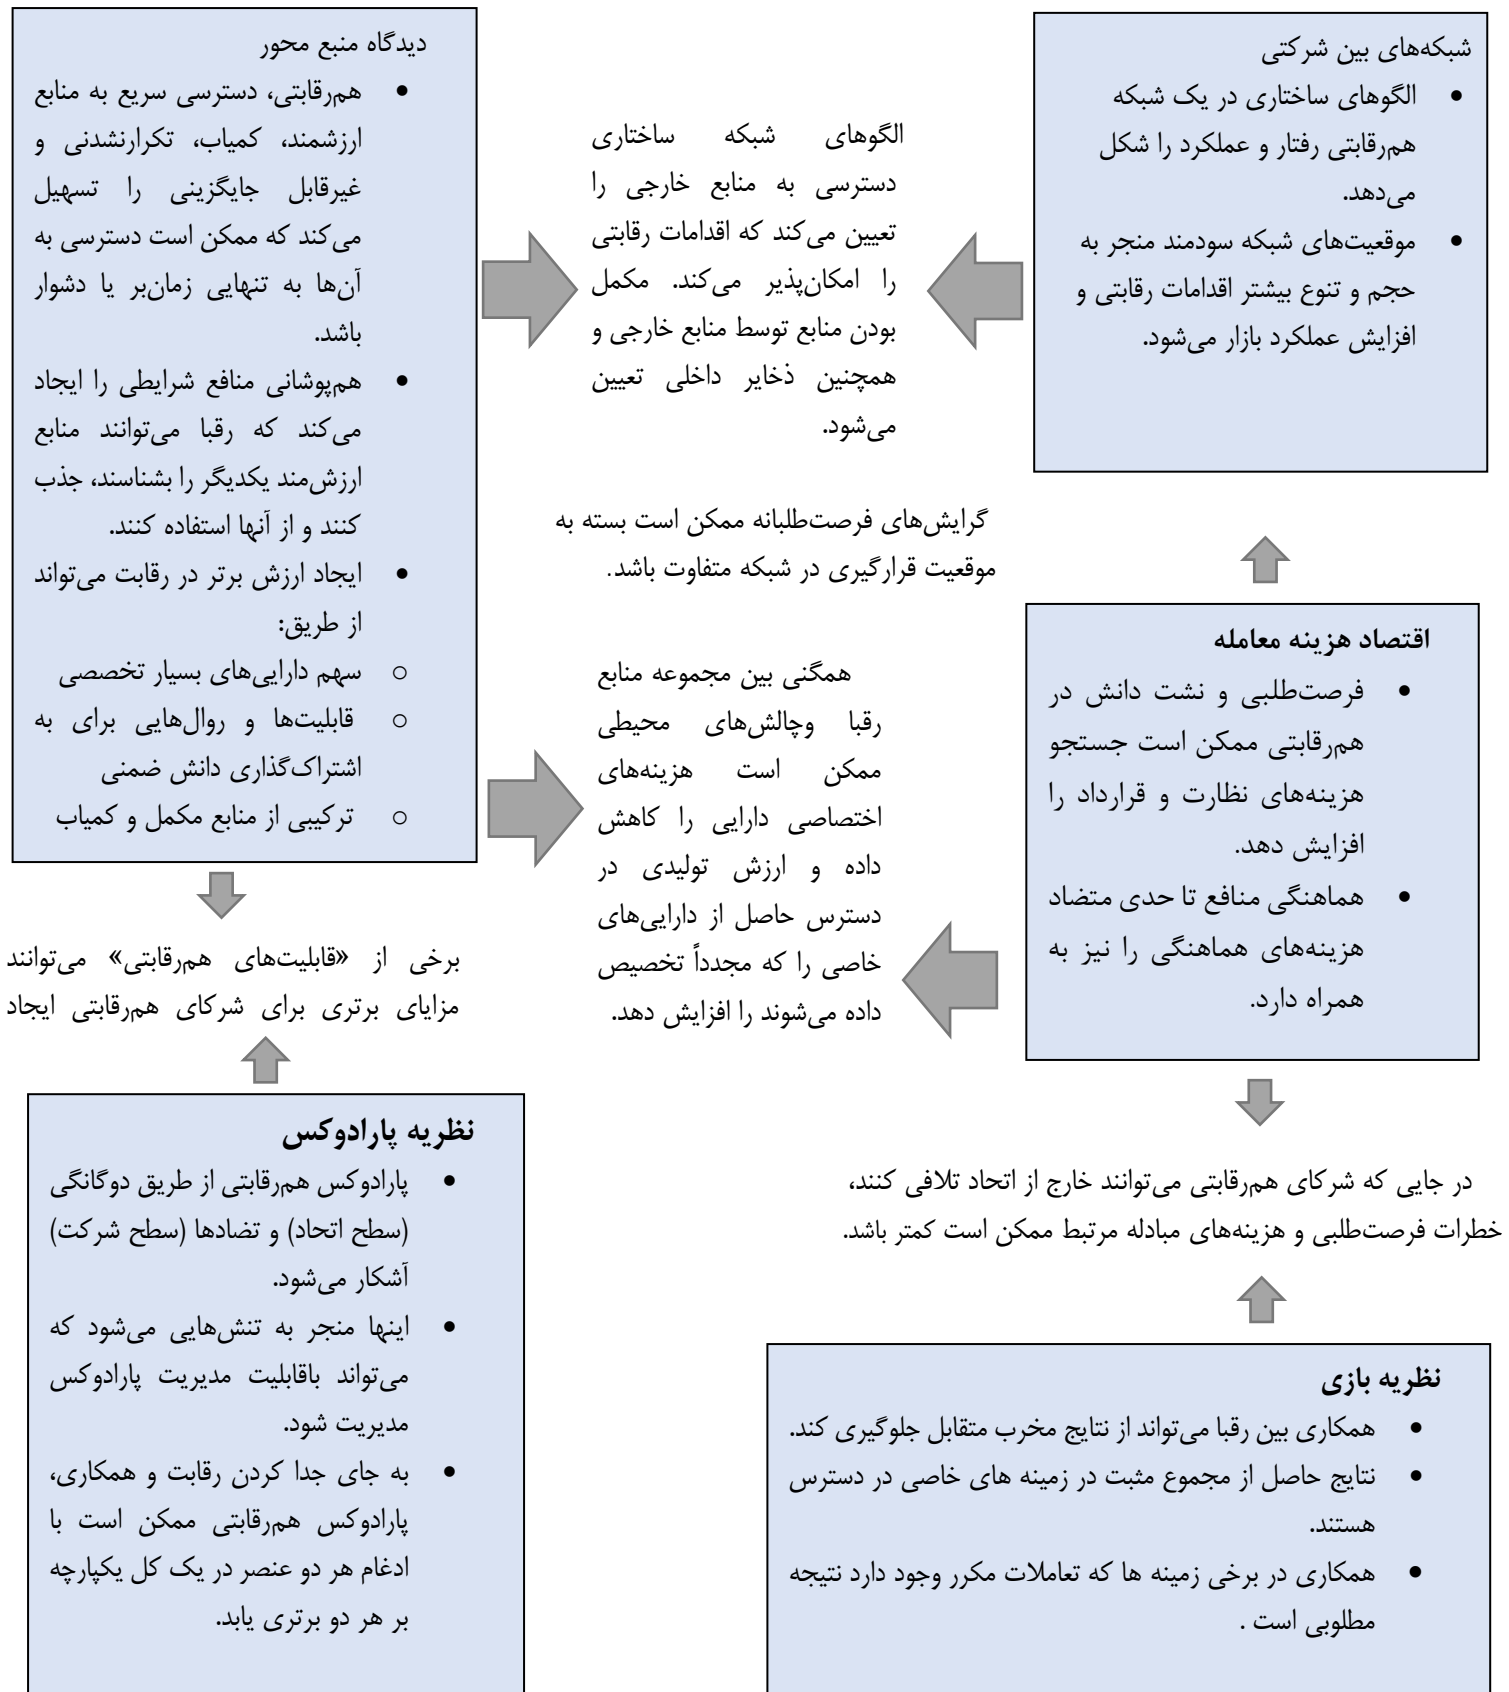 شبکه‌های بین شرکتی
• الگوهای ساختاری در یک شبکه
هم‌رقابتی رفتار و عملکرد را شکل
می‌دهد.
• موقعیت‌های شبکه سودمند منجر به
حجم و تنوع بیشتر اقدامات رقابتی و
افزایش عملکرد بازار می‌شود.
الگوهای شبکه ساختاری
دسترسی به منابع خارجی را
تعیین می‌کند که اقدامات رقابتی
را امکان‌پذیر می‌کند. مکمل
بودن منابع توسط منابع خارجی و
همچنین ذخایر داخلی تعیین
می‌شود.
دیدگاه منبع محور
• هم‌رقابتی، دسترسی سریع به منابع
ارزشمند، کمیاب، تکرارنشدنی و
غیرقابل جایگزینی را تسهیل
می‌کند که ممکن است دسترسی به
آن‌ها به تنهایی زمان‌بر یا دشوار
باشد.
• هم‌پوشانی منافع شرایطی را ایجاد
می‌کند که رقبا می‌توانند منابع
ارزش‌مند یکدیگر را بشناسند، جذب
کنند و از آنها استفاده کنند.
• ایجاد ارزش برتر در رقابت می‌تواند
از طریق:
○ سهم دارایی‌های بسیار تخصصی
○ قابلیت‌ها و روال‌هایی برای به
اشتراک‌گذاری دانش ضمنی
○ ترکیبی از منابع مکمل و کمیاب
گرایش‌های فرصت‌طلبانه ممکن است بسته به
موقعیت قرارگیری در شبکه متفاوت باشد.
اقتصاد هزینه معامله
• فرصت‌طلبی و نشت دانش در
هم‌رقابتی ممکن است جستجو
هزینه‌های نظارت و قرارداد را
افزایش دهد.
• هماهنگی منافع تا حدی متضاد
هزینه‌های هماهنگی را نیز به
همراه دارد.
همگنی بین مجموعه منابع
رقبا وچالش‌های محیطی
ممکن است هزینه‌های
اختصاصی دارایی را کاهش
داده و ارزش تولیدی در
دسترس حاصل از دارایی‌های
خاصی را که مجدداً تخصیص
داده می‌شوند را افزایش دهد.
برخی از «قابلیت‌های هم‌رقابتی» می‌توانند
مزایای برتری برای شرکای هم‌رقابتی ایجاد
در جایی که شرکای هم‌رقابتی می‌توانند خارج از اتحاد تلافی کنند،
خطرات فرصت‌طلبی و هزینه‌های مبادله مرتبط ممکن است کمتر باشد.
نظریه پارادوکس
• پارادوکس هم‌رقابتی از طریق دوگانگی
(سطح اتحاد) و تضادها (سطح شرکت)
آشکار می‌شود.
• اینها منجر به تنش‌هایی می‌شود که
می‌تواند باقابلیت مدیریت پارادوکس
مدیریت شود.
• به جای جدا کردن رقابت و همکاری،
پارادوکس هم‌رقابتی ممکن است با
ادغام هر دو عنصر در یک کل یکپارچه
بر هر دو برتری یابد.
نظریه بازی
• همکاری بین رقبا می‌تواند از نتایج مخرب متقابل جلوگیری کند.
• نتایج حاصل از مجموع مثبت در زمینه های خاصی در دسترس
هستند.
• همکاری در برخی زمینه ها که تعاملات مکرر وجود دارد نتیجه
مطلوبی است .